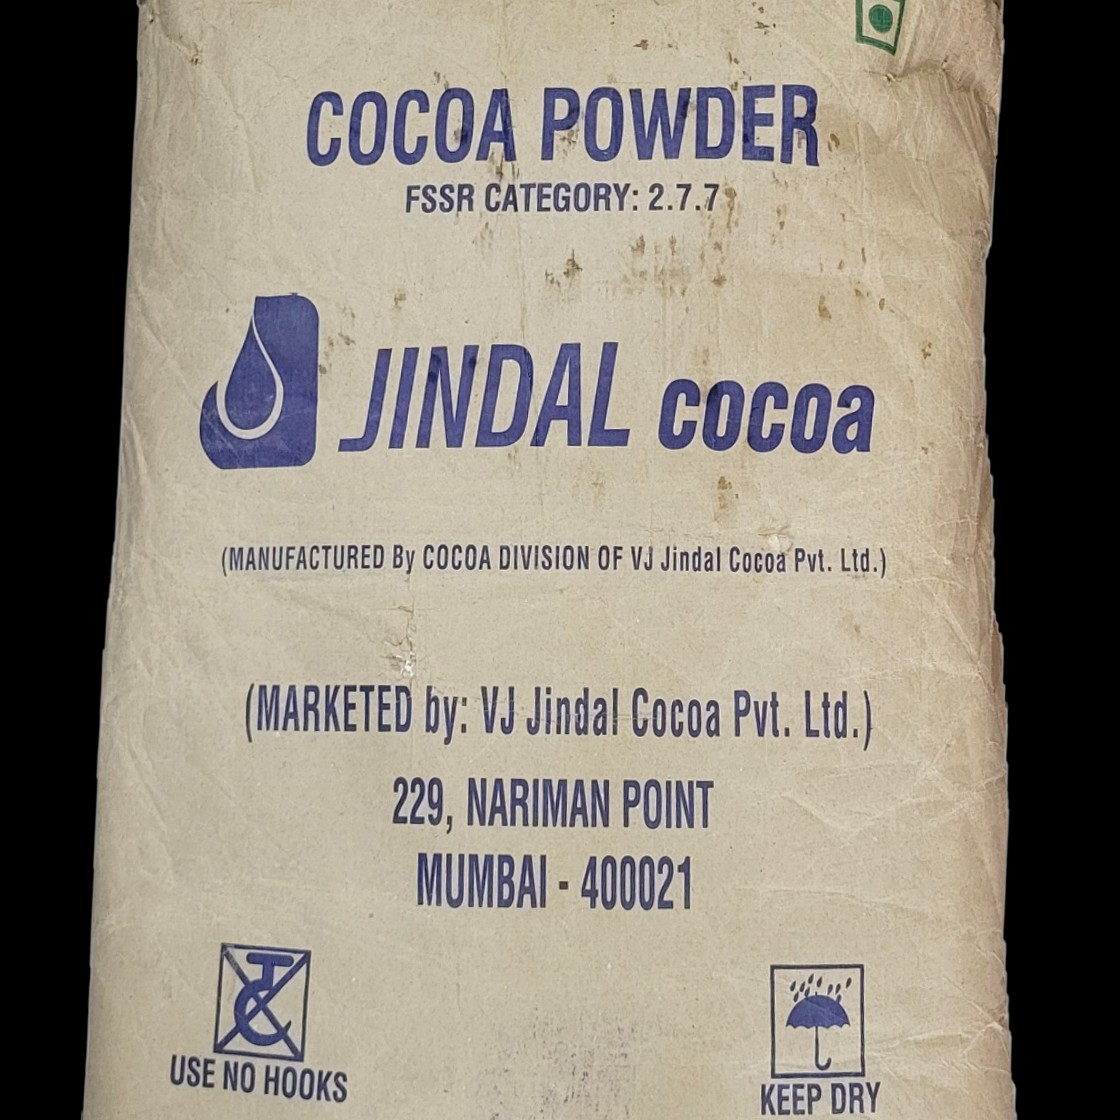 COCOA POWDER
FSSR CATEGORY: 2.7.7
JINDAL cocoa
(MANUFACTURED By COCOA DIVISION OF VJ Jindal Cocoa Pvt. Ltd.)
(MARKETED by: VJ Jindal Cocoa Pvt. Ltd.)
229, NARIMAN POINT
MUMBAI - 400021
USE NO HOOKS
KEEP DRY